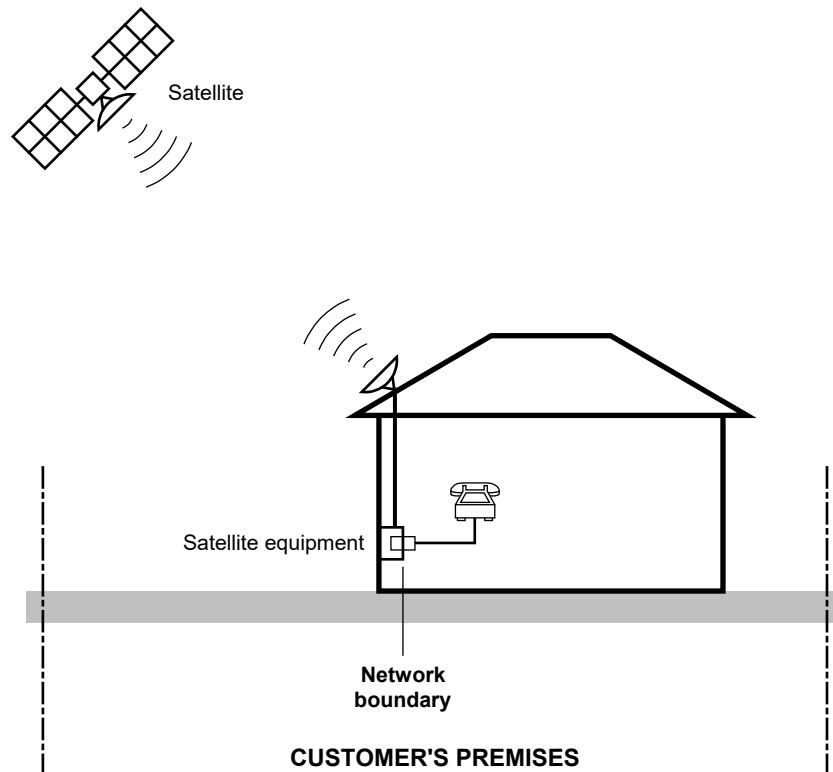 Satellite
Satellite equipment
Network
boundary
CUSTOMER'S PREMISES